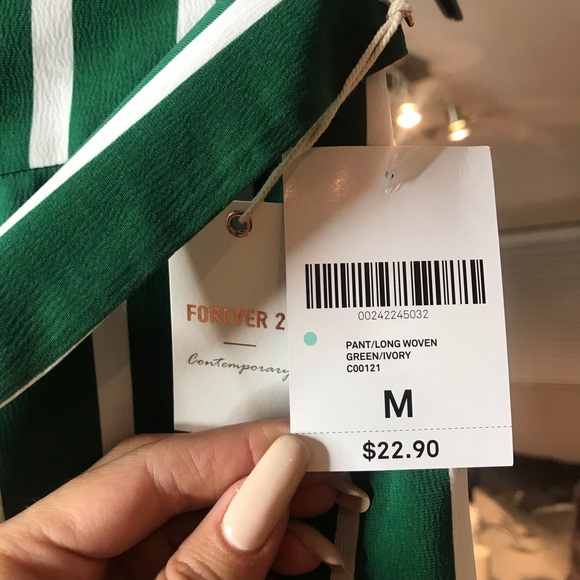 FOREVER 2
Contemporary
00242245032
PANT/LONG WOVEN
GREEN/IVORY
C00121
M
$22.90